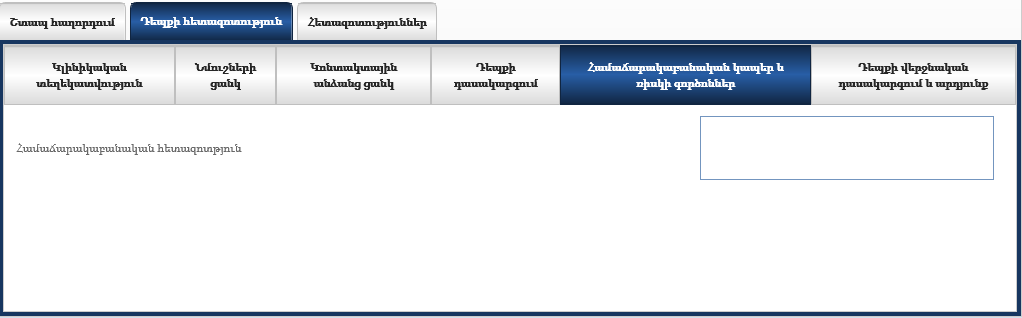 Շտապ հաղորդում
Դեպքի հետազոտություն
Հետազոտություններ
Կլինիկական
տեղեկատվություն
Նմուշների
ցանկ
Կոնտակտային
անձանց ցանկ
Դեպքի
դասակարգում
Համաճարակաբանական կապեր և
ռիսկի գործոններ
Դեպքի վերջնական
դասակարգում և արդյունք
Համաճարակաբանական հետազոտթյուն